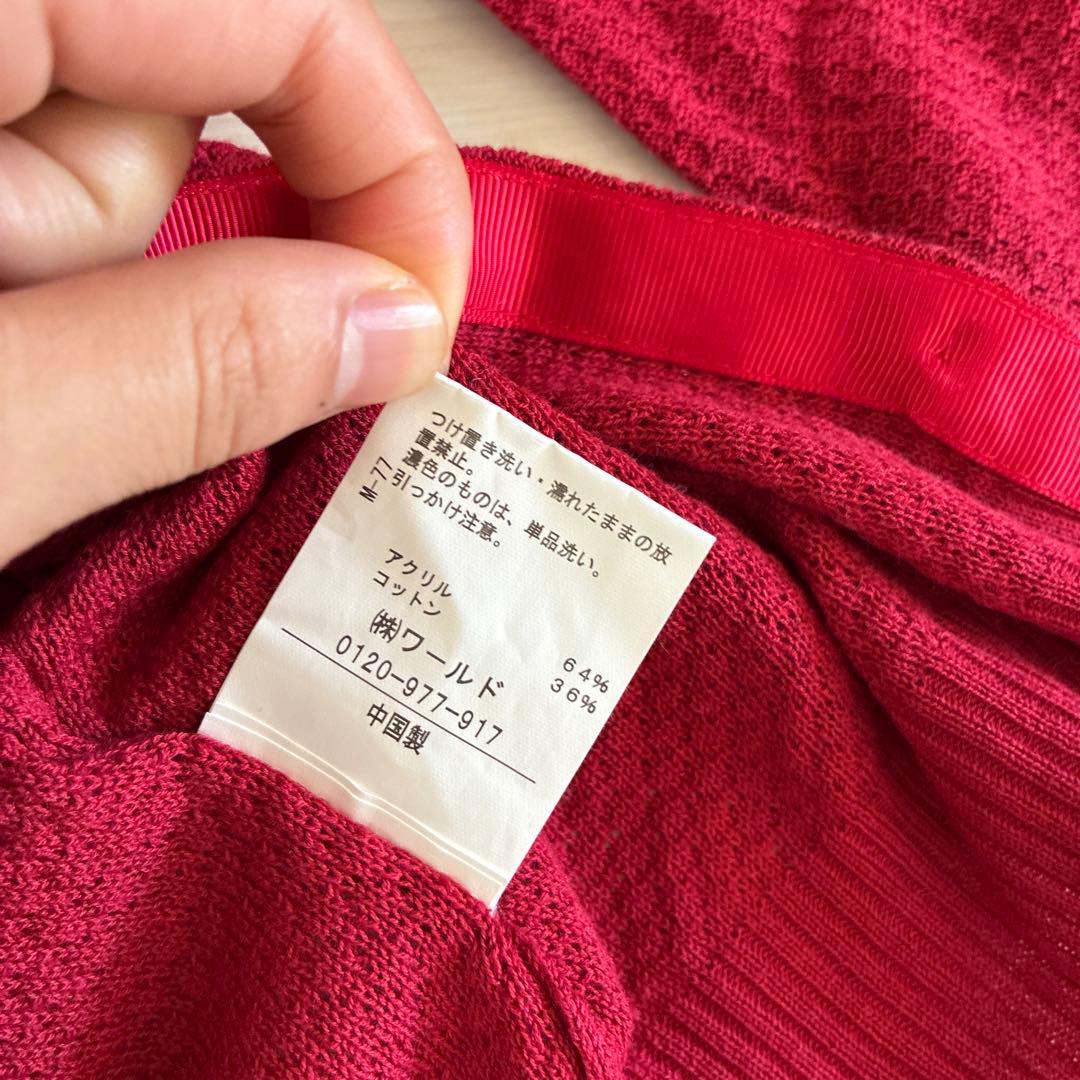 つけ置き洗い・濡れたままの放
置禁止。
濃色のものは、単品洗い。
M-77 引っかけ注意。
アクリル 64%
コットン 36%
㈱ワールド
0120-977-917
中国製